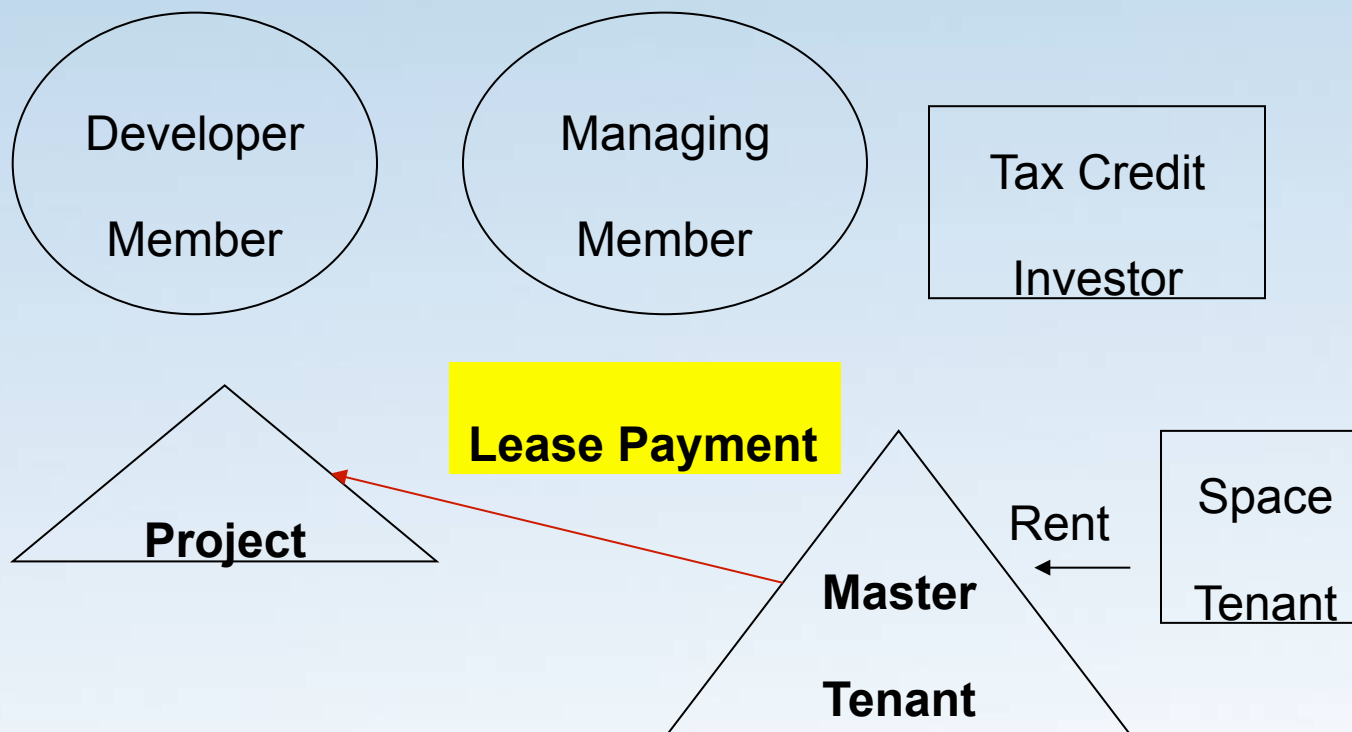 Developer
Member
Managing
Member
Tax Credit
Investor
Lease Payment
Project
Master
Tenant
Rent
Space
Tenant